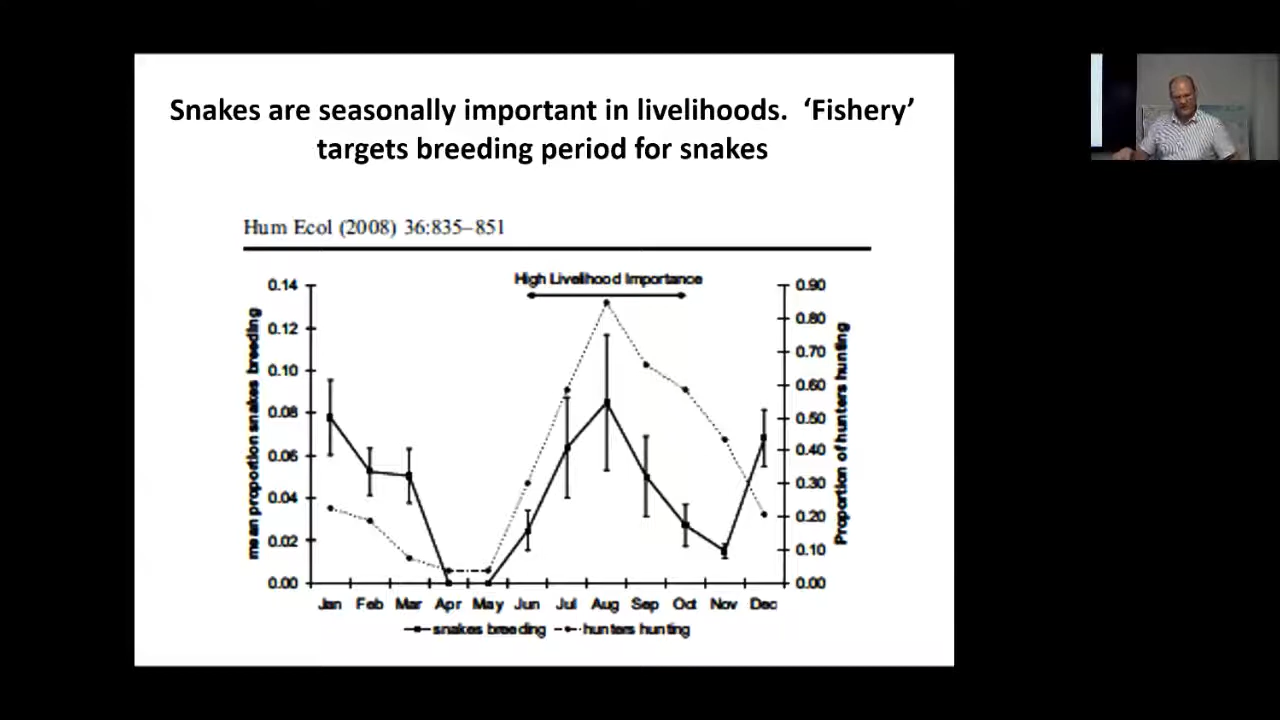 Snakes are seasonally important in livelihoods.  ‘Fishery’
targets breeding period for snakes
Hum Ecol (2008) 36:835–851
High Livelihood Importance
0.14
0.12
0.10
0.08
0.06
0.04
0.02
0.00
mean proportion snakes breeding
0.90
0.80
0.70
0.60
0.50
0.40
0.30
0.20
0.10
0.00
Proportion of hunters hunting
Jan Feb Mar Apr May Jun Jul Aug Sep Oct Nov Dec
snakes breeding hunters hunting